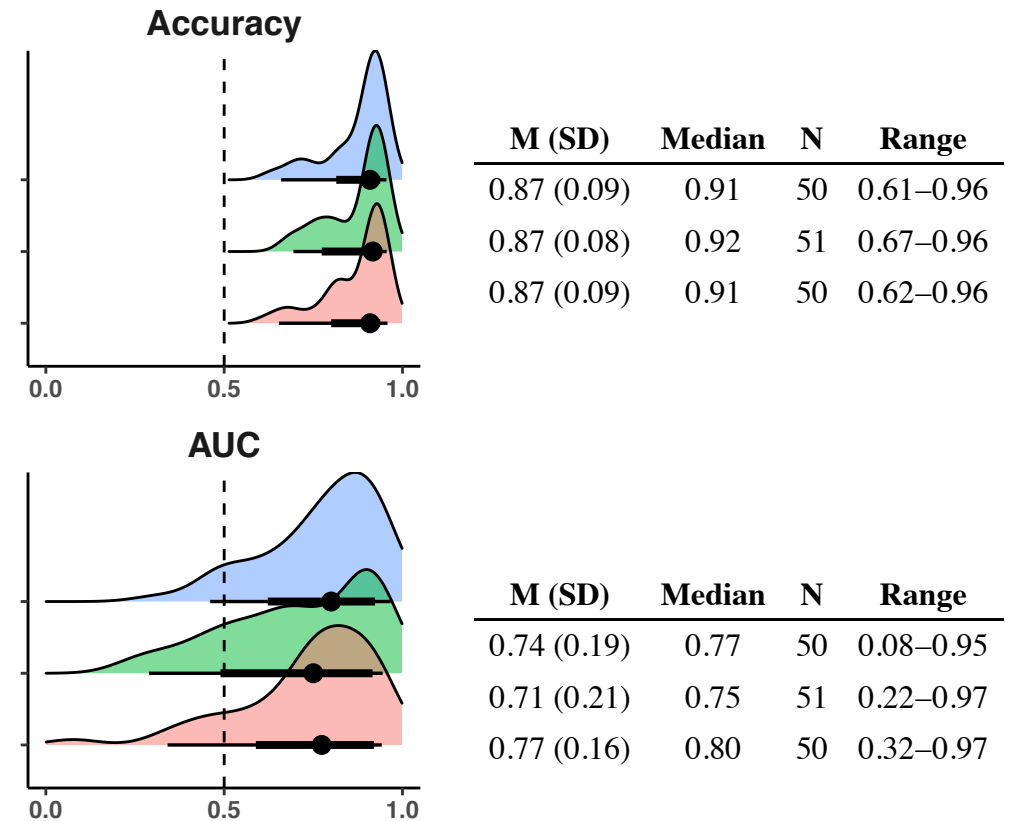 Accuracy
0.0 0.5 1.0
M (SD) Median N Range
0.87 (0.09) 0.91 50 0.61–0.96
0.87 (0.08) 0.92 51 0.67–0.96
0.87 (0.09) 0.91 50 0.62–0.96
AUC
0.0 0.5 1.0
M (SD) Median N Range
0.74 (0.19) 0.77 50 0.08–0.95
0.71 (0.21) 0.75 51 0.22–0.97
0.77 (0.16) 0.80 50 0.32–0.97